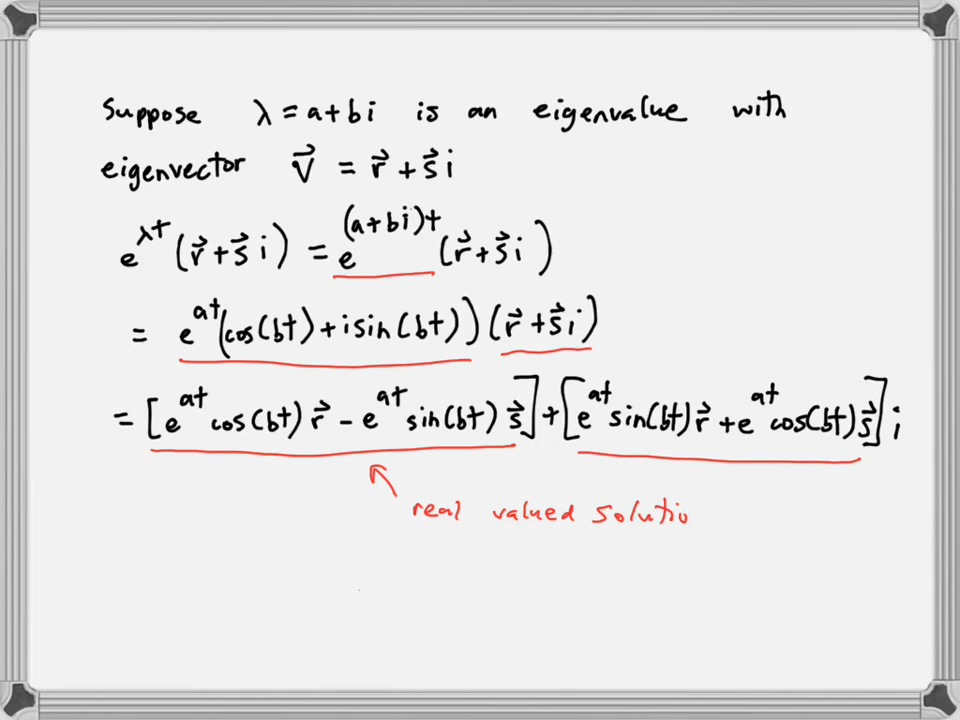 Suppose λ = a+bi is an eigenvalue with
eigenvector v⃗ = r⃗ + s⃗ i
e^{λt} (r⃗ + s⃗ i) = e^{(a+bi)t} (r⃗ + s⃗ i)
= e^{at}(cos(bt) + i sin(bt)) (r⃗ + s⃗ i)
= [e^{at} cos(bt) r⃗ - e^{at} sin(bt) s⃗] + [e^{at} sin(bt) r⃗ + e^{at} cos(bt) s⃗] i
real valued solutio